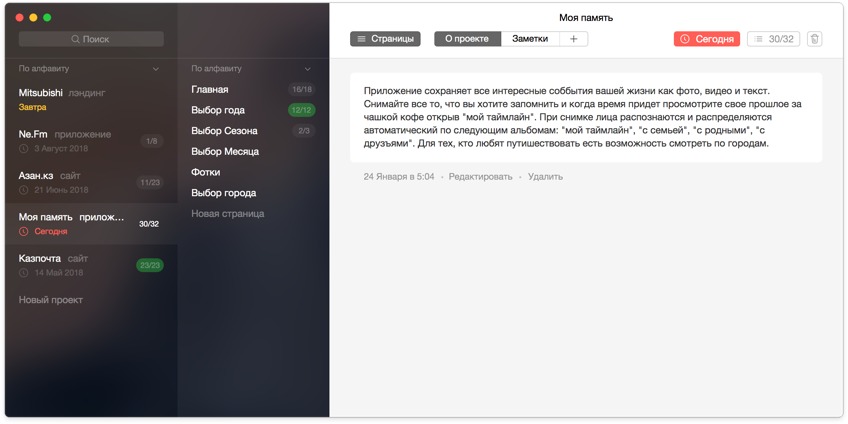 Моя память
Поиск
Страницы
О проекте
Заметки
+
Сегодня
30/32
По алфавиту
Mitsubishi лэндинг
Завтра
Ne.Fm приложение
1/8
3 Август 2018
Азан.кз сайт
11/23
21 Июнь 2018
Моя память прилож...
30/32
Сегодня
Казпочта сайт
23/23
14 Май 2018
Новый проект
По алфавиту
Главная 16/18
Выбор года 12/12
Выбор Сезона 2/3
Выбор Месяца
Фотки
Выбор города
Новая страница
Приложение сохраняет все интересные соббытия вашей жизни как фото, видео и текст.
Снимайте все то, что вы хотите запомнить и когда время придет просмотрите свое прошлое за
чашкой кофе открыв "мой таймлайн". При снимке лица распознаются и распределяются
автоматический по следующим альбомам: "мой таймлайн", "с семьей", "с родными", "с
друзъями". Для тех, кто любят путишествовать есть возможность смотреть по городам.
24 Января в 5:04 • Редактировать • Удалить